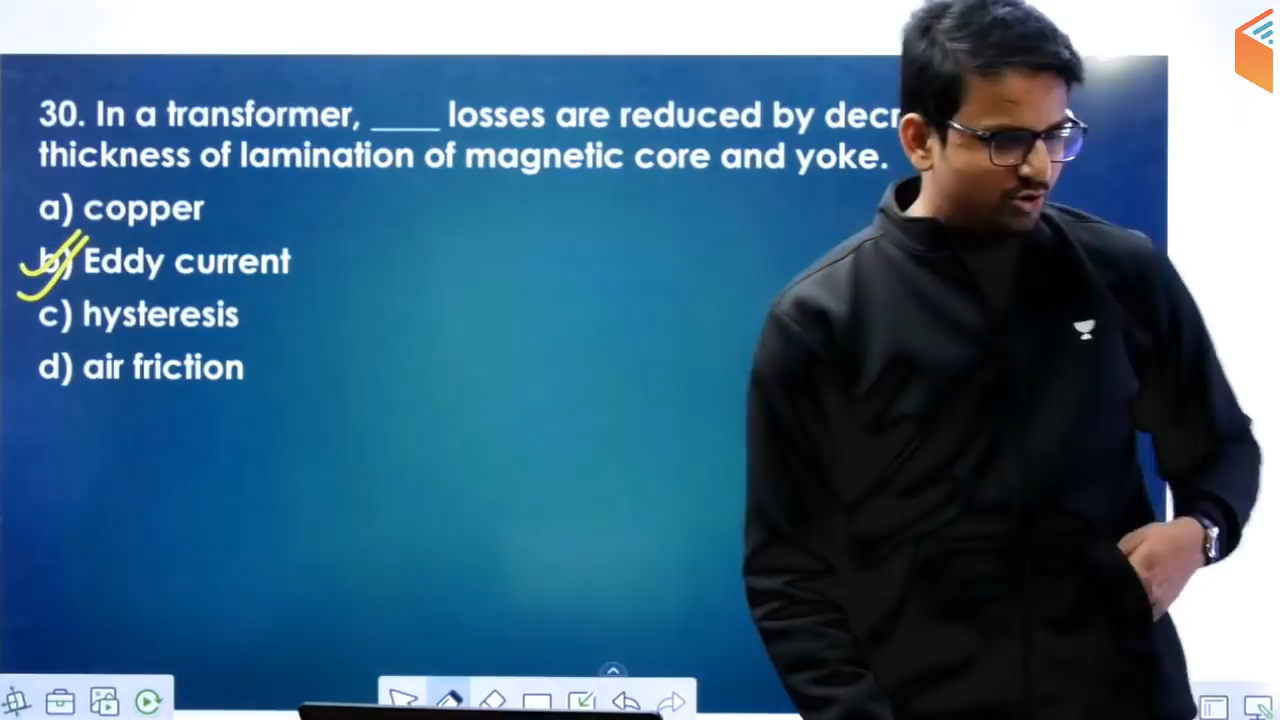 30. In a transformer, ____ losses are reduced by decr
thickness of lamination of magnetic core and yoke.
a) copper
b) Eddy current
c) hysteresis
d) air friction